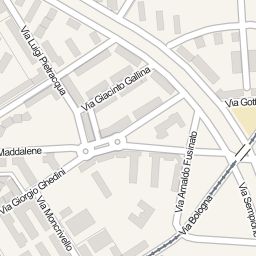 Via Luigi Pietracqua
Via Giacinto Gallina
Via Gott
Maddalene
Via Giorgio Ghedini
Via Arnaldo Fusinato
Via Moncrivello
Via Bologna
Via Sempione